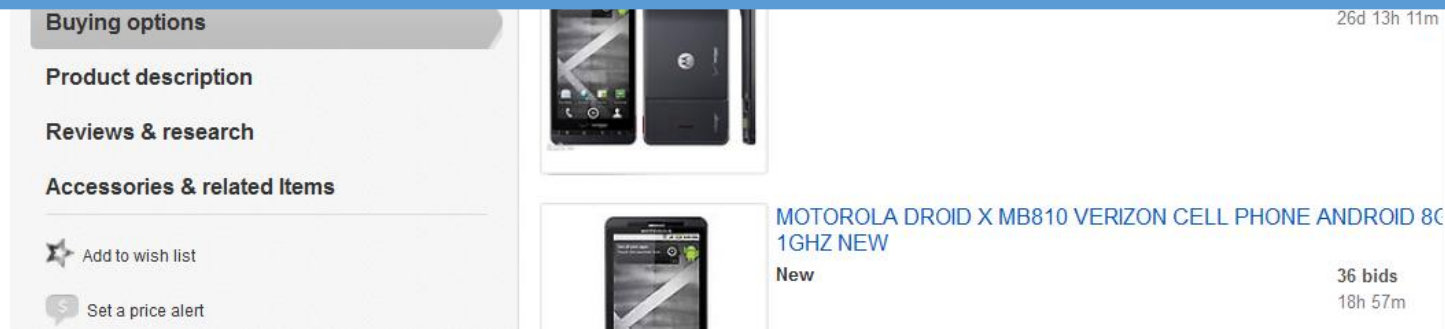 Buying options
26d 13h 11m
Product description
Reviews & research
Accessories & related Items
MOTOROLA DROID X MB810 VERIZON CELL PHONE ANDROID
1GHZ NEW
New
36 bids
18h 57m
Add to wish list
Set a price alert